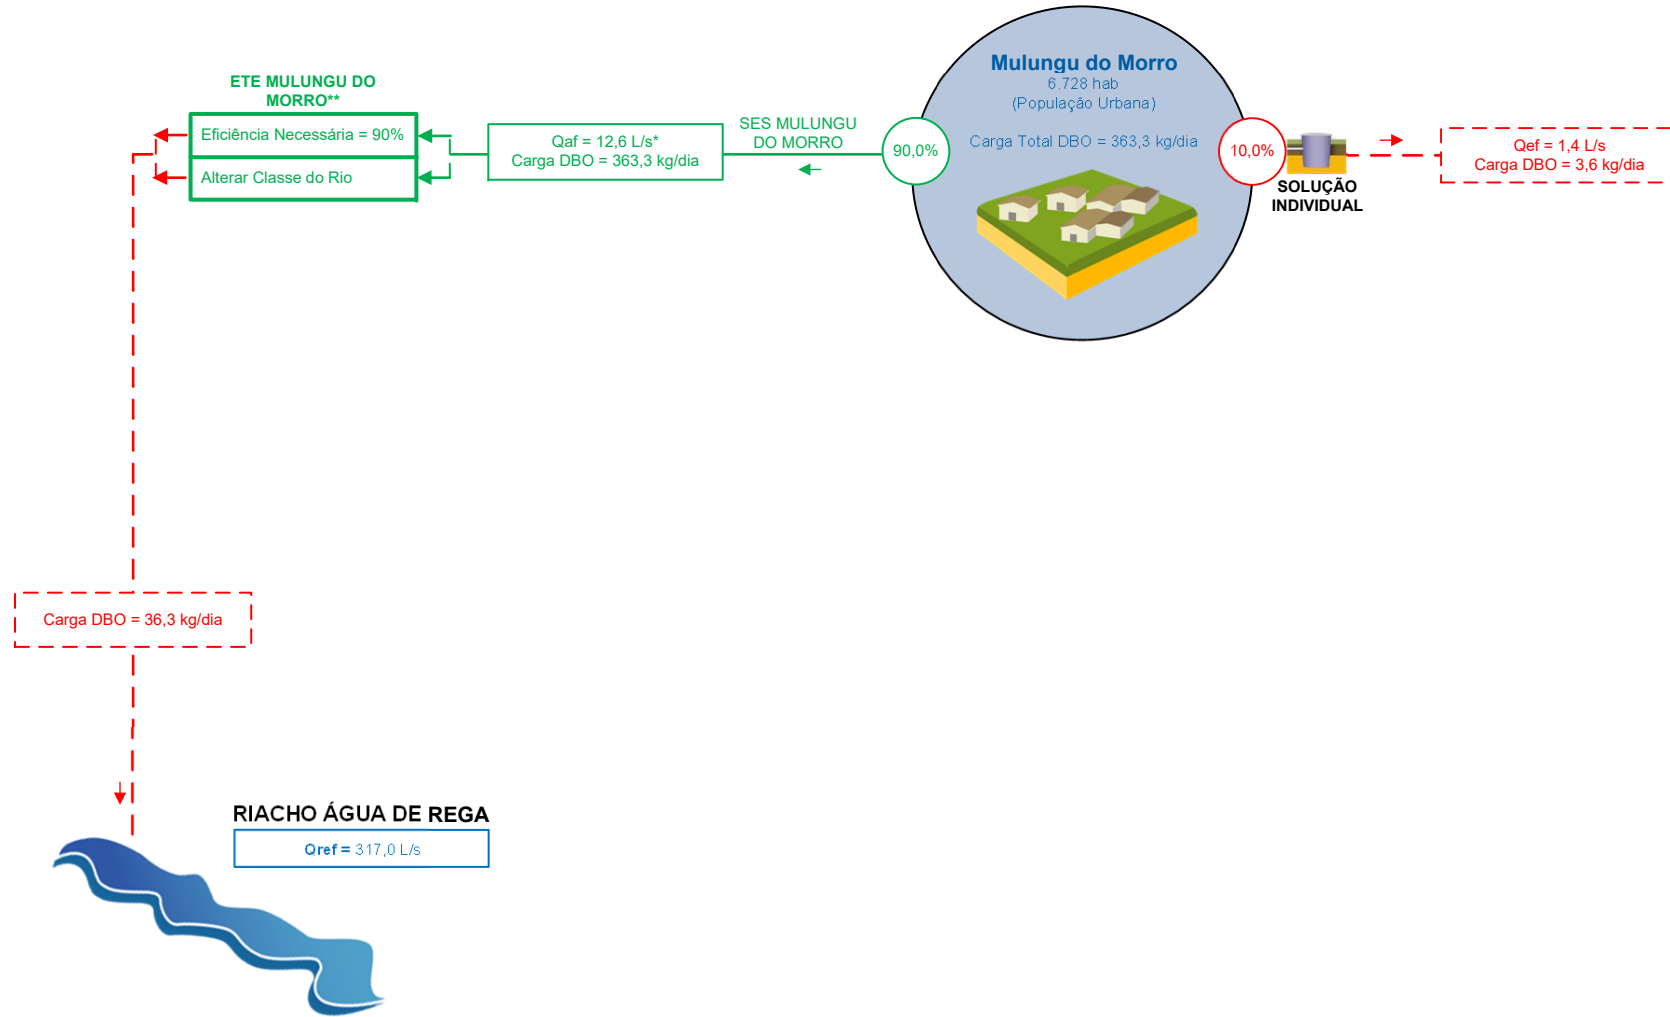 Mulungu do Morro
6.728 hab
(População Urbana)
Carga Total DBO = 363,3 kg/dia
ETE MULUNGU DO
MORRO**
Eficiência Necessária = 90%
Alterar Classe do Rio
Qaf = 12,6 L/s*
Carga DBO = 363,3 kg/dia
SES MULUNGU
DO MORRO
90,0%
10,0%
SOLUÇÃO
INDIVIDUAL
Qef = 1,4 L/s
Carga DBO = 3,6 kg/dia
Carga DBO = 36,3 kg/dia
RIACHO ÁGUA DE REGA
Qref = 317,0 L/s